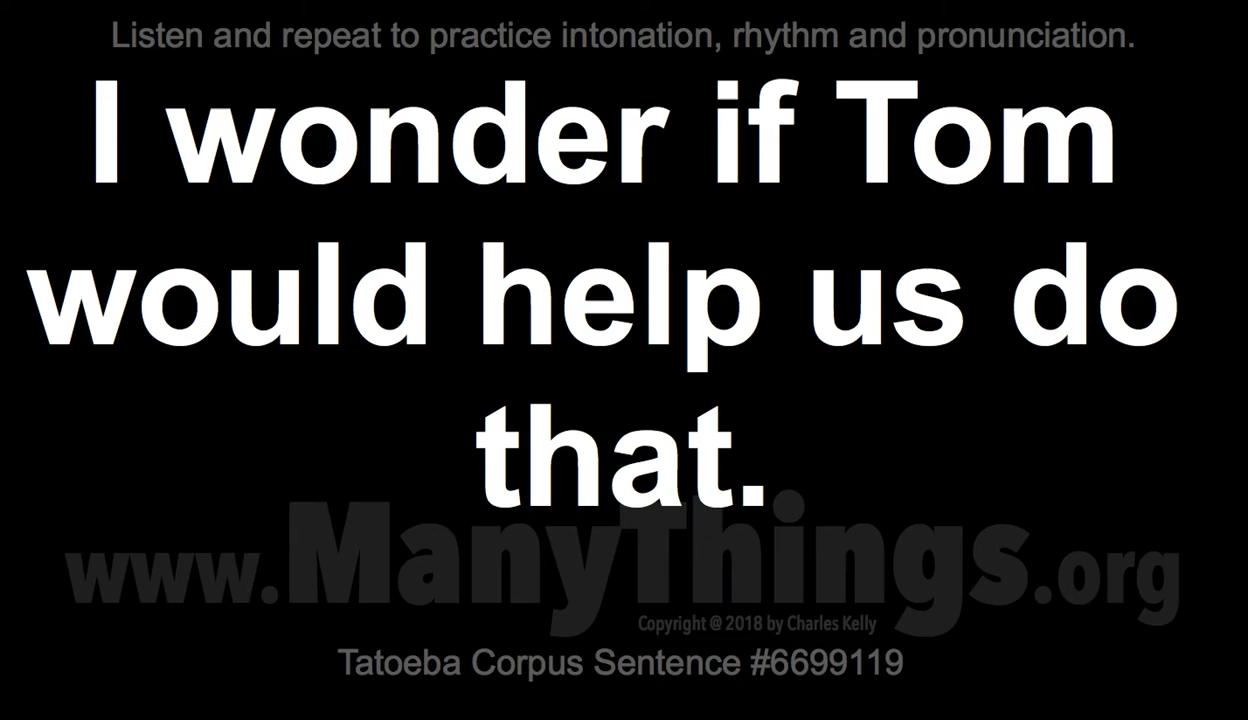 Listen and repeat to practice intonation, rhythm and pronunciation.
I wonder if Tom
would help us do
that.
www.ManyThings.org
Copyright @ 2018 by Charles Kelly
Tatoeba Corpus Sentence #6699119